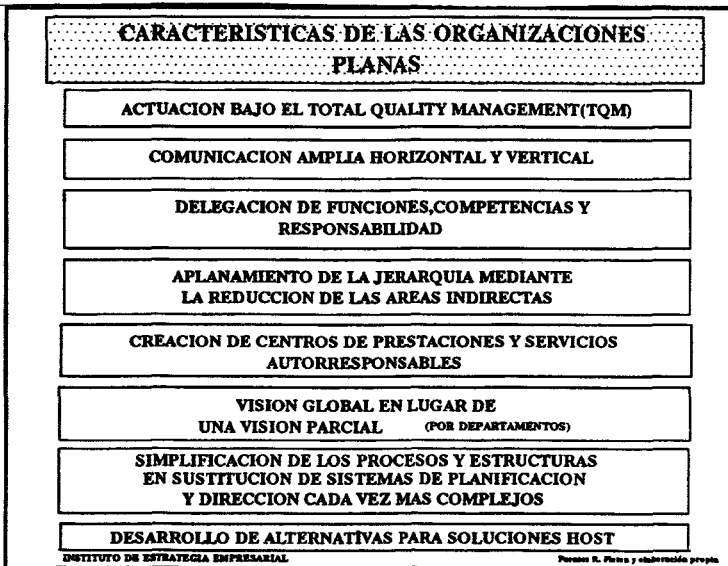 CARACTERISTICAS DE LAS ORGANIZACIONES
PLANAS
ACTUACION BAJO EL TOTAL QUALITY MANAGEMENT(TQM)
COMUNICACION AMPLIA HORIZONTAL Y VERTICAL
DELEGACION DE FUNCIONES,COMPETENCIAS Y
RESPONSABILIDAD
APLANAMIENTO DE LA JERARQUIA MEDIANTE
LA REDUCCION DE LAS AREAS INDIRECTAS
CREACION DE CENTROS DE PRESTACIONES Y SERVICIOS
AUTORRESPONSABLES
VISION GLOBAL EN LUGAR DE
UNA VISION PARCIAL (POR DEPARTAMENTOS)
SIMPLIFICACION DE LOS PROCESOS Y ESTRUCTURAS
EN SUSTITUCION DE SISTEMAS DE PLANIFICACION
Y DIRECCION CADA VEZ MAS COMPLEJOS
DESARROLLO DE ALTERNATIVAS PARA SOLUCIONES HOST
INSTITUTO DE ESTRATEGIA EMPRESARIAL
R. y elaboración propia